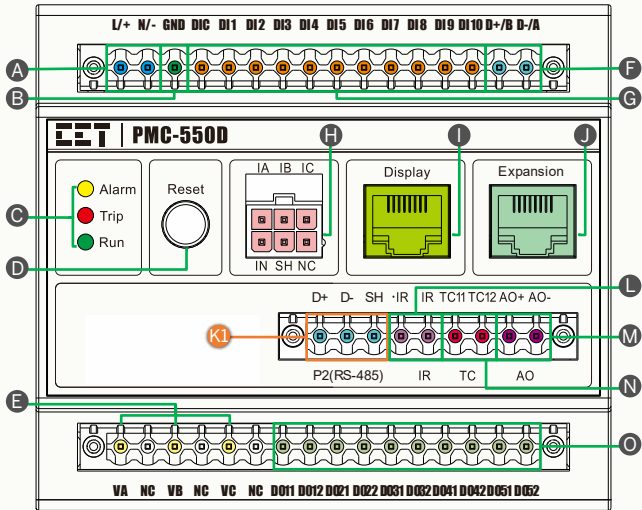 L/+ N/- GND DIC DI1 DI2 DI3 DI4 DI5 DI6 DI7 DI8 DI9 DI10 D+/B D-/A
A
F
B
G
CET PMC-550D
H
I
J
IA IB IC
Display
Expansion
Alarm
Reset
C
Trip
Run
D
IN SH NC
L
D+ D- SH ·IR IR TC11 TC12 AO+ AO-
K1
M
P2(RS-485) IR TC AO
N
E
O
VA NC VB NC VC NC DO11 DO12 DO21 DO22 DO31 DO32 DO41 DO42 DO51 DO52